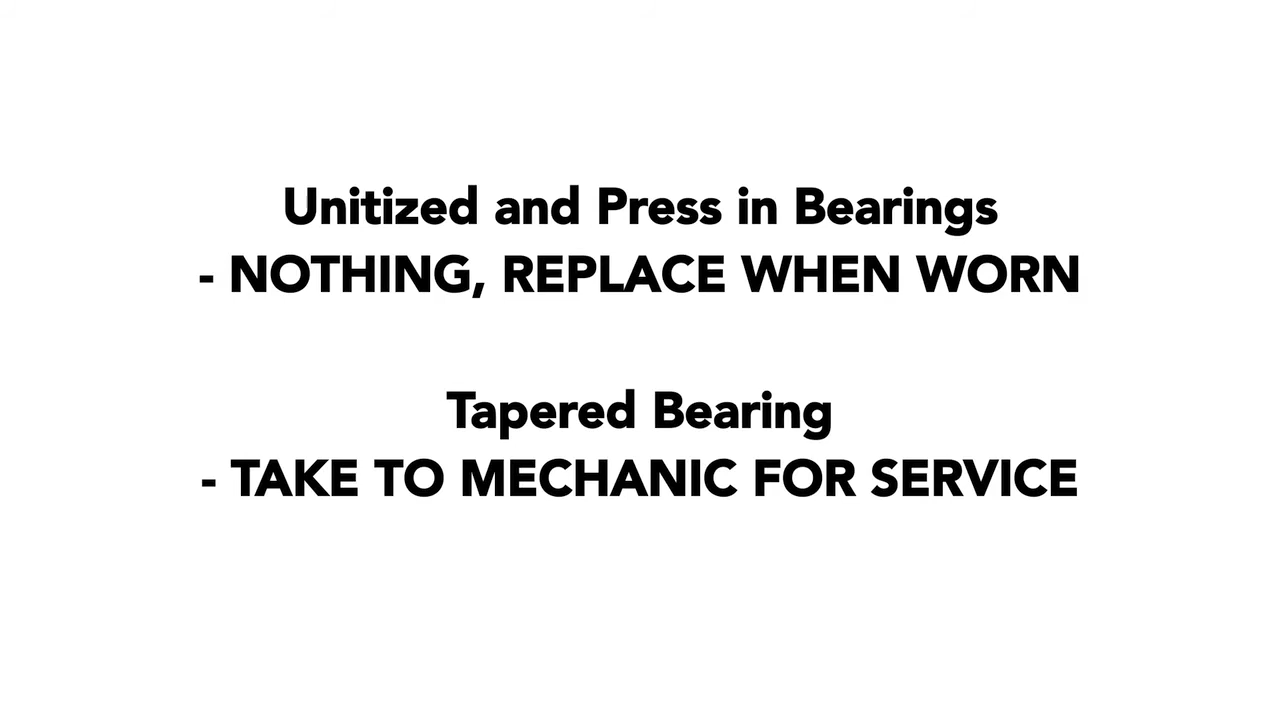 Unitized and Press in Bearings
- NOTHING, REPLACE WHEN WORN
Tapered Bearing
- TAKE TO MECHANIC FOR SERVICE